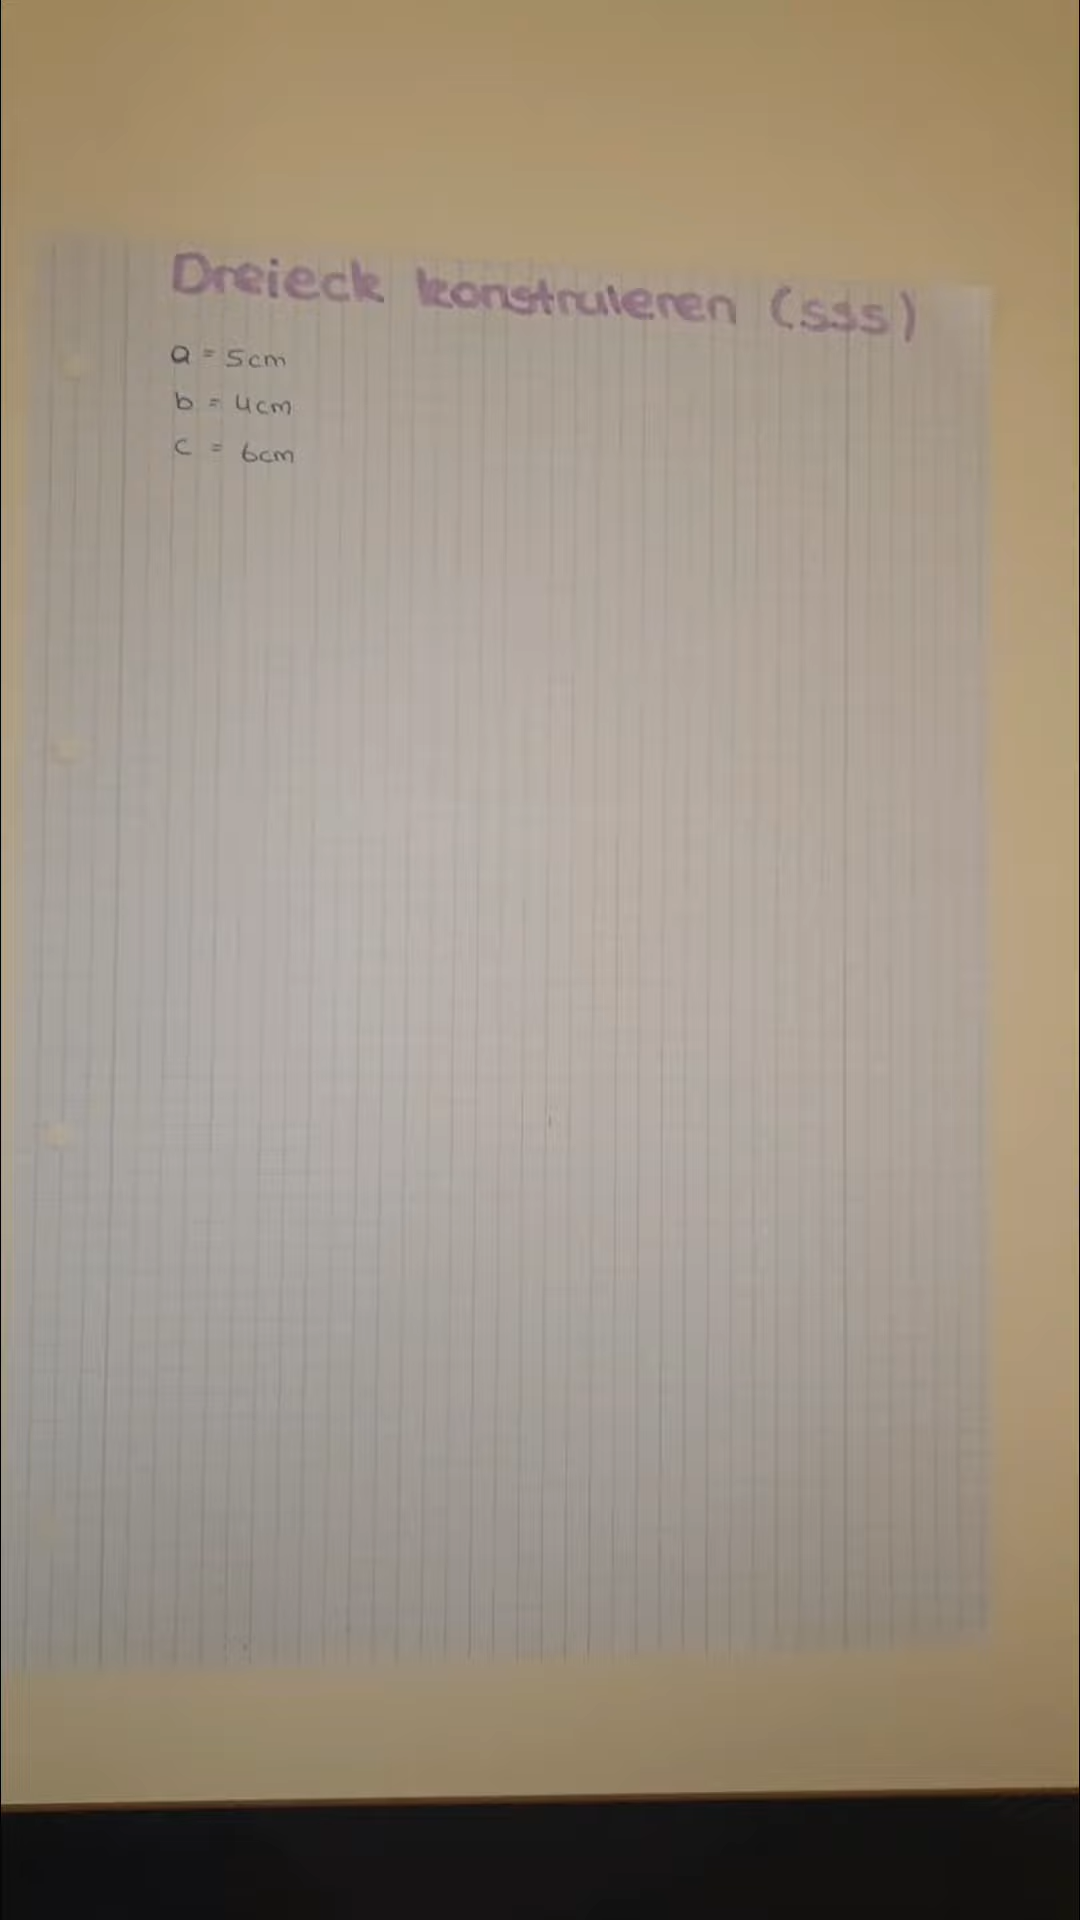 Dreieck konstruieren (sss)
a = 5cm
b = 4cm
c = 6cm